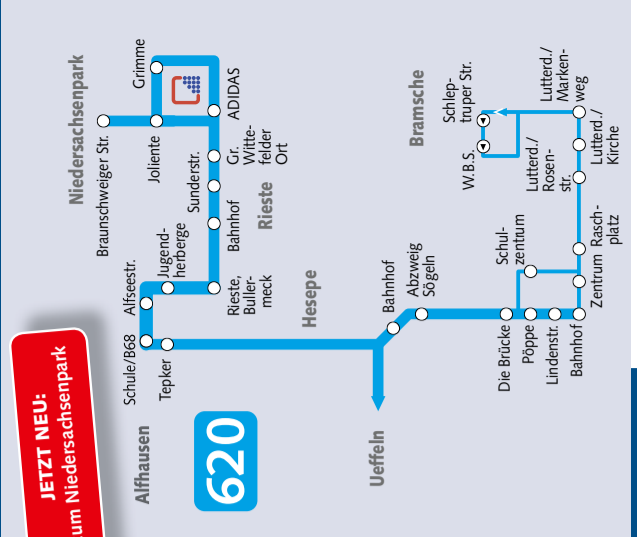 JETZT NEU:
um Niedersachsenpark
620
Niedersachsenpark
Braunschweiger Str.
Joliente
Grimme
ADIDAS
Gr.
Witte-
felder
Ort
Sunderstr.
Bahnhof
Rieste
Rieste,
Buller-
meck
Jugend-
herberge
Alfseestr.
Schule/B68
Tepker
Alfhausen
Hesepe
Bahnhof
Abzweig
Sögeln
Ueffeln
Die Brücke
Pöppe
Lindenstr.
Bahnhof
Schul-
zentrum
Zentrum
Rasch-
platz
Lutterd./
Kirche
Lutterd./
Marken-
weg
Lutterd./
Rosen-
str.
Schlep-
truper Str.
W.B.S.
Bramsche